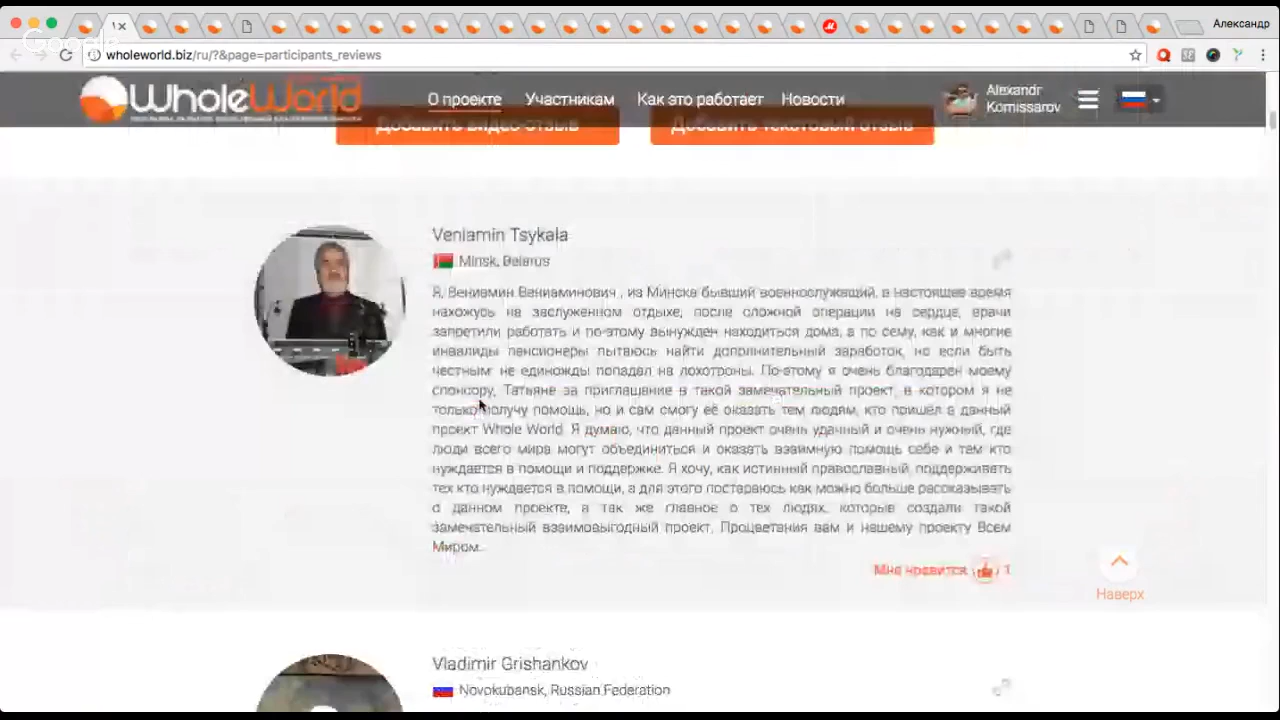 Александр
Google
wholeworld.biz/ru/?&page=participants_reviews
WholeWorld
О проекте
Участникам
Как это работает
Новости
Alexandr
Komissarov
Добавить видео отзыв
Добавить текстовый отзыв
Veniamin Tsykala
Minsk, Belarus
Я, Вениамин Вениаминович , из Минска бывший военнослужащий, в настоящее время
нахожусь на заслуженном отдыхе, после сложной операции на сердце, врачи
запретили работать и по-этому вынужден находиться дома, а по сему, как и многие
инвалиды пенсионеры пытаюсь найти дополнительный заработок, но если быть
честным не единожды попадал на лохотроны. По-этому я очень благодарен моему
спонсору, Татьяне за приглашение в такой замечательный проект, в котором я не
только получу помощь, но и сам смогу её оказать тем людям, кто пришел в данный
проект Whole World. Я думаю, что данный проект очень удачный и очень нужный, где
люди всего мира могут объединиться и оказать взаимную помощь себе и тем кто
нуждается в помощи и поддержке. Я хочу, как истинный православный, поддерживать
тех кто нуждается в помощи, а для этого постараюсь как можно больше рассказывать
о данном проекте, а так же главное о тех людях, которые создали такой
замечательный взаимовыгодный проект. Процветания вам и нашему проекту Всем
Миром.
Мне нравится 1
Наверх
Vladimir Grishankov
Novokubansk, Russian Federation